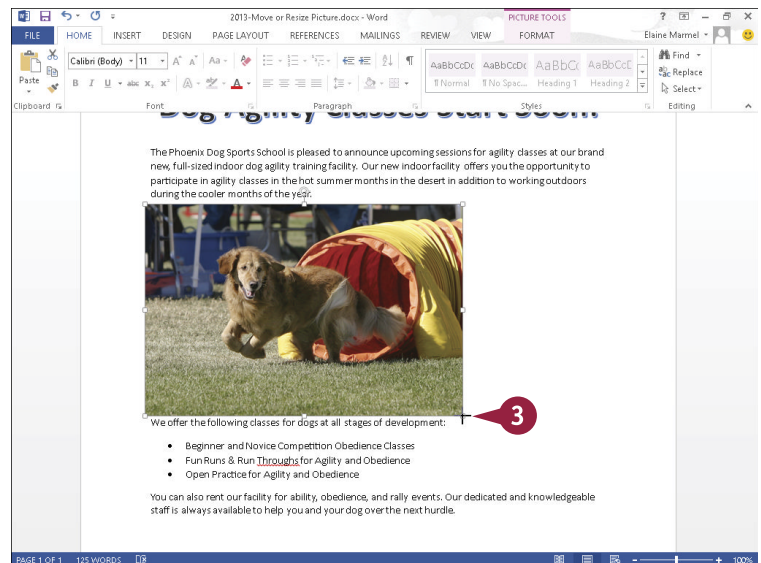 2013-Move or Resize Picture.docx - Word
PICTURE TOOLS
FILE HOME INSERT DESIGN PAGE LAYOUT REFERENCES MAILINGS REVIEW VIEW FORMAT Elaine Marmel
Calibri (Body) 11 A A Aa
Paste
B I U abc X₂ X² A A
AaBbCcDc AaBbCcDc AaBbCc AaBbCcC
¶ Normal ¶ No Spac... Heading 1 Heading 2
Find
Replace
Select
Clipboard Font Paragraph Styles Editing
Dog Agility Classes Start Soon!
The Phoenix Dog Sports School is pleased to announce upcoming sessions for agility classes at our brand
new, full-sized indoor dog agility training facility. Our new indoor facility offers you the opportunity to
participate in agility classes in the hot summer months in the desert in addition to working outdoors
during the cooler months of the year.
3
We offer the following classes for dogs at all stages of development:
• Beginner and Novice Competition Obedience Classes
• Fun Runs & Run Throughs for Agility and Obedience
• Open Practice for Agility and Obedience
You can also rent our facility for ability, obedience, and rally events. Our dedicated and knowledgeable
staff is always available to help you and your dog over the next hurdle.
PAGE 1 OF 1 125 WORDS 100%